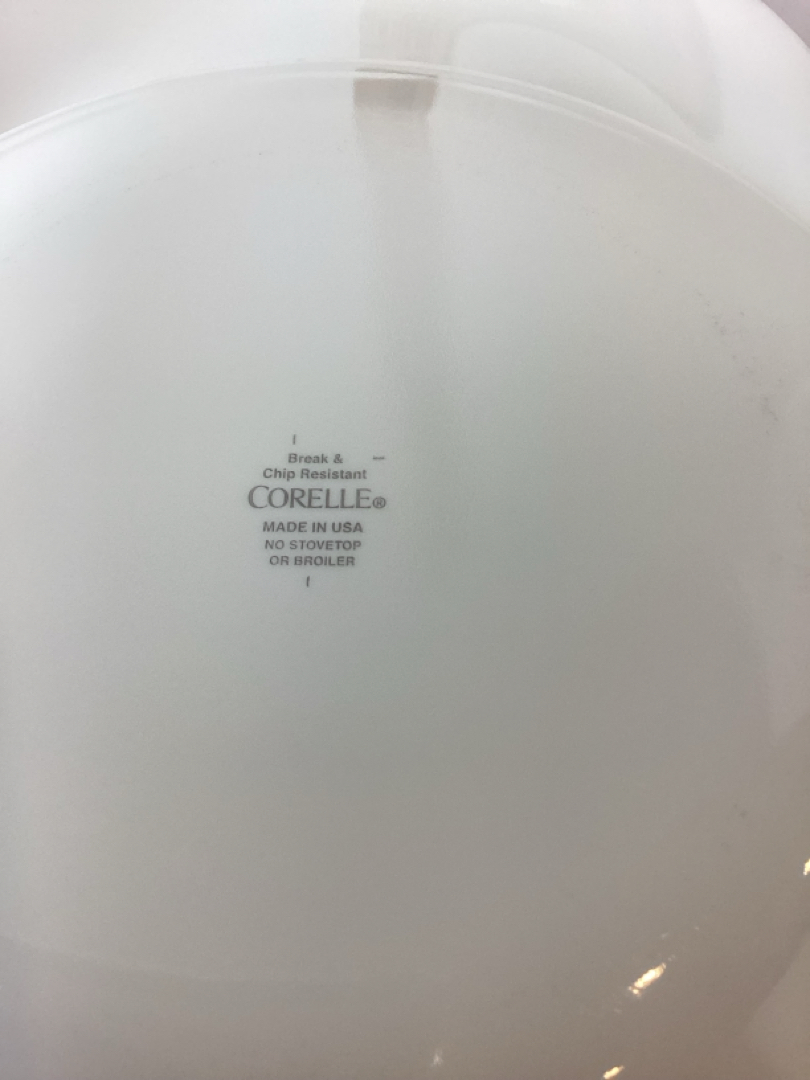 Break &
Chip Resistant
CORELLE®
MADE IN USA
NO STOVETOP
OR BROILER